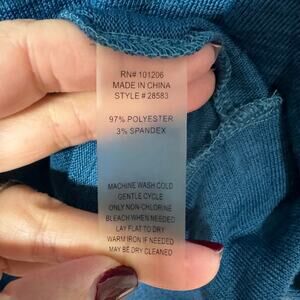 RN# 101206
MADE IN CHINA
STYLE # 28583
97% POLYESTER
3% SPANDEX
MACHINE WASH COLD
GENTLE CYCLE
ONLY NON-CHLORINE
BLEACH WHEN NEEDED
LAY FLAT TO DRY
WARM IRON IF NEEDED
MAY BE DRY CLEANED